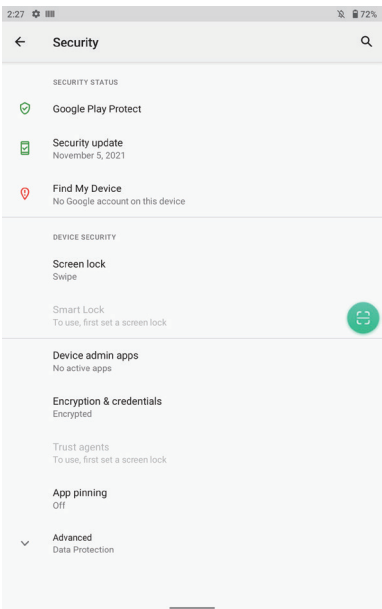 2:27
72%
Security
SECURITY STATUS
Google Play Protect
Security update
November 5, 2021
Find My Device
No Google account on this device
DEVICE SECURITY
Screen lock
Swipe
Smart Lock
To use, first set a screen lock
Device admin apps
No active apps
Encryption & credentials
Encrypted
Trust agents
To use, first set a screen lock
App pinning
Off
Advanced
Data Protection